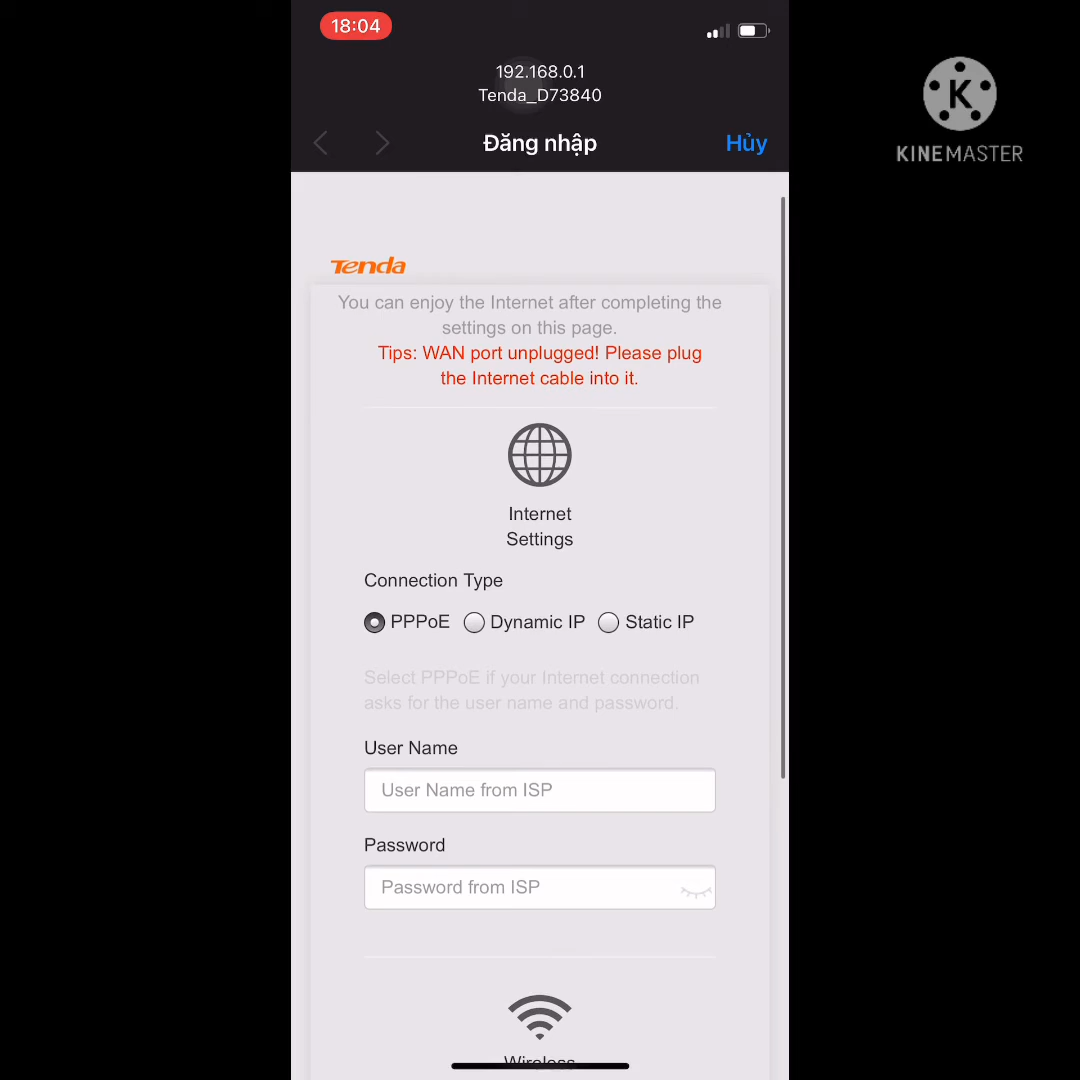 18:04
192.168.0.1
Tenda_D73840
Đăng nhập
Hủy
K
KINEMASTER
Tenda
You can enjoy the Internet after completing the
settings on this page.
Tips: WAN port unplugged! Please plug
the Internet cable into it.
Internet
Settings
Connection Type
PPPoE Dynamic IP Static IP
Select PPPoE if your Internet connection
asks for the user name and password.
User Name
User Name from ISP
Password
Password from ISP
Wireless